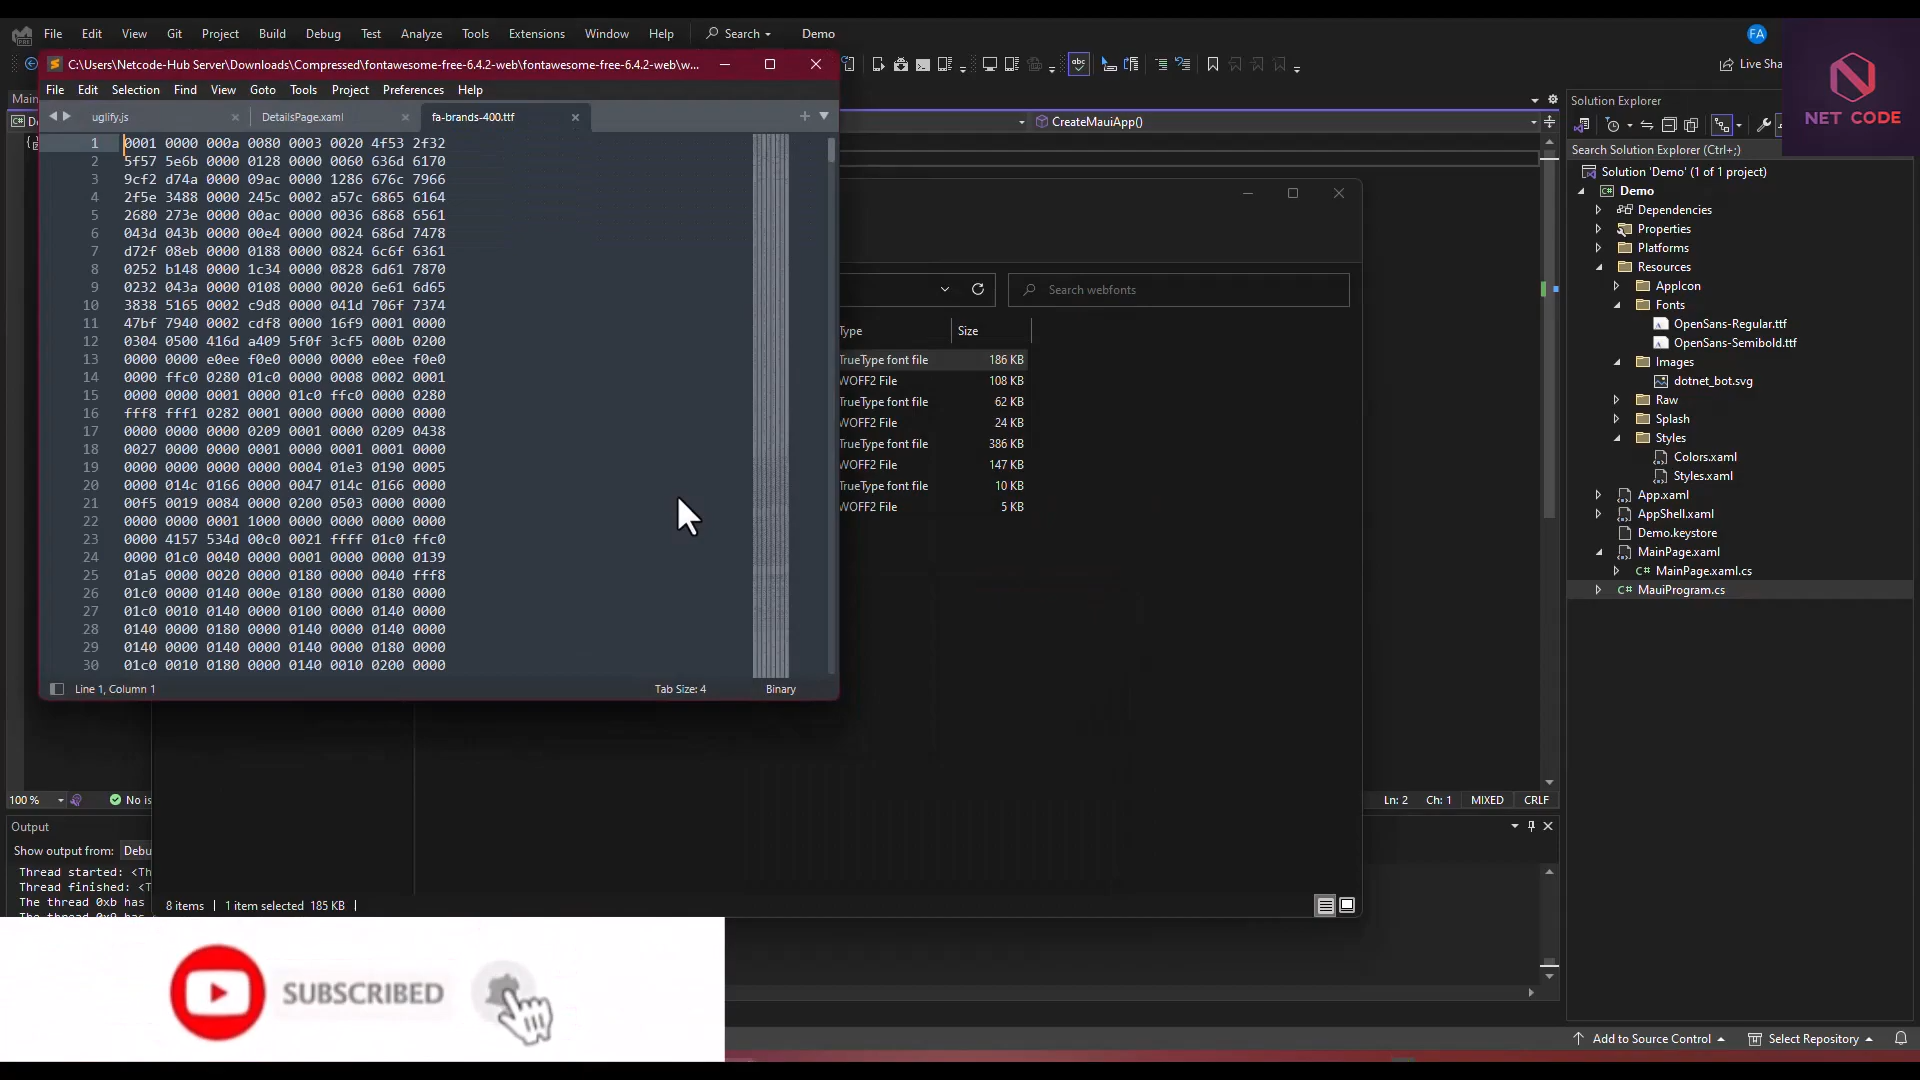 File Edit View Git Project Build Debug Test Analyze Tools Extensions Window Help Search Demo FA
C:\Users\Netcode-Hub Server\Downloads\Compressed\fontawesome-free-6.4.2-web\fontawesome-free-6.4.2-web\w...
Live Sha
NET CODE
File Edit Selection Find View Goto Tools Project Preferences Help
Main
uglify.js DetailsPage.xaml fa-brands-400.ttf
CreateMauiApp()
1 0001 0000 000a 0080 0003 0020 4f53 2f32
2 5f57 5e6b 0000 0128 0000 0060 636d 6170
3 9cf2 d74a 0000 09ac 0000 1286 676c 7966
4 2f5e 3488 0000 245c 0002 a57c 6865 6164
5 2680 273e 0000 00ac 0000 0036 6868 6561
6 043d 043b 0000 00e4 0000 0024 686d 7478
7 d72f 08eb 0000 0188 0000 0824 6c6f 6361
8 0252 b148 0000 1c34 0000 0828 6d61 7870
9 0232 043a 0000 0108 0000 0020 6e61 6d65
10 3838 5165 0002 c9d8 0000 041d 706f 7374
11 47bf 7940 0002 cdf8 0000 16f9 0001 0000
12 0304 0500 416d a409 5f0f 3cf5 000b 0200
13 0000 0000 e0ee f0e0 0000 0000 e0ee f0e0
14 0000 ffc0 0280 01c0 0000 0008 0002 0001
15 0000 0000 0001 0000 01c0 ffc0 0000 0280
16 fff8 fff1 0282 0001 0000 0000 0000 0000
17 0000 0000 0000 0209 0001 0000 0209 0438
18 0027 0000 0000 0001 0000 0001 0001 0000
19 0000 0000 0000 0000 0004 01e3 0190 0005
20 0000 014c 0166 0000 0047 014c 0166 0000
21 00f5 0019 0084 0000 0200 0503 0000 0000
22 0000 0000 0001 1000 0000 0000 0000 0000
23 0000 4157 534d 00c0 0021 ffff 01c0 ffc0
24 0000 01c0 0040 0000 0001 0000 0000 0139
25 01a5 0000 0020 0000 0180 0000 0040 fff8
26 01c0 0000 0140 000e 0180 0000 0180 0000
27 01c0 0010 0140 0000 0100 0000 0140 0000
28 0140 0000 0180 0000 0140 0000 0140 0000
29 0140 0000 0140 0000 0140 0000 0180 0000
30 01c0 0010 0180 0000 0140 0010 0200 0000
Line 1, Column 1 Tab Size: 4 Binary
Search webfonts
Type Size
TrueType font file 186 KB
WOFF2 File 108 KB
TrueType font file 62 KB
WOFF2 File 24 KB
TrueType font file 386 KB
WOFF2 File 147 KB
TrueType font file 10 KB
WOFF2 File 5 KB
8 items 1 item selected 185 KB
Solution Explorer
Search Solution Explorer (Ctrl+;)
Solution 'Demo' (1 of 1 project)
Demo
Dependencies
Properties
Platforms
Resources
AppIcon
Fonts
OpenSans-Regular.ttf
OpenSans-Semibold.ttf
Images
dotnet_bot.svg
Raw
Splash
Styles
Colors.xaml
Styles.xaml
App.xaml
AppShell.xaml
Demo.keystore
MainPage.xaml
MainPage.xaml.cs
MauiProgram.cs
100 % No is Ln: 2 Ch: 1 MIXED CRLF
Output
Show output from: Debu
Thread started: <Th
Thread finished: <T
The thread 0xb has
The thread 0x9 has
SUBSCRIBED
Add to Source Control Select Repository